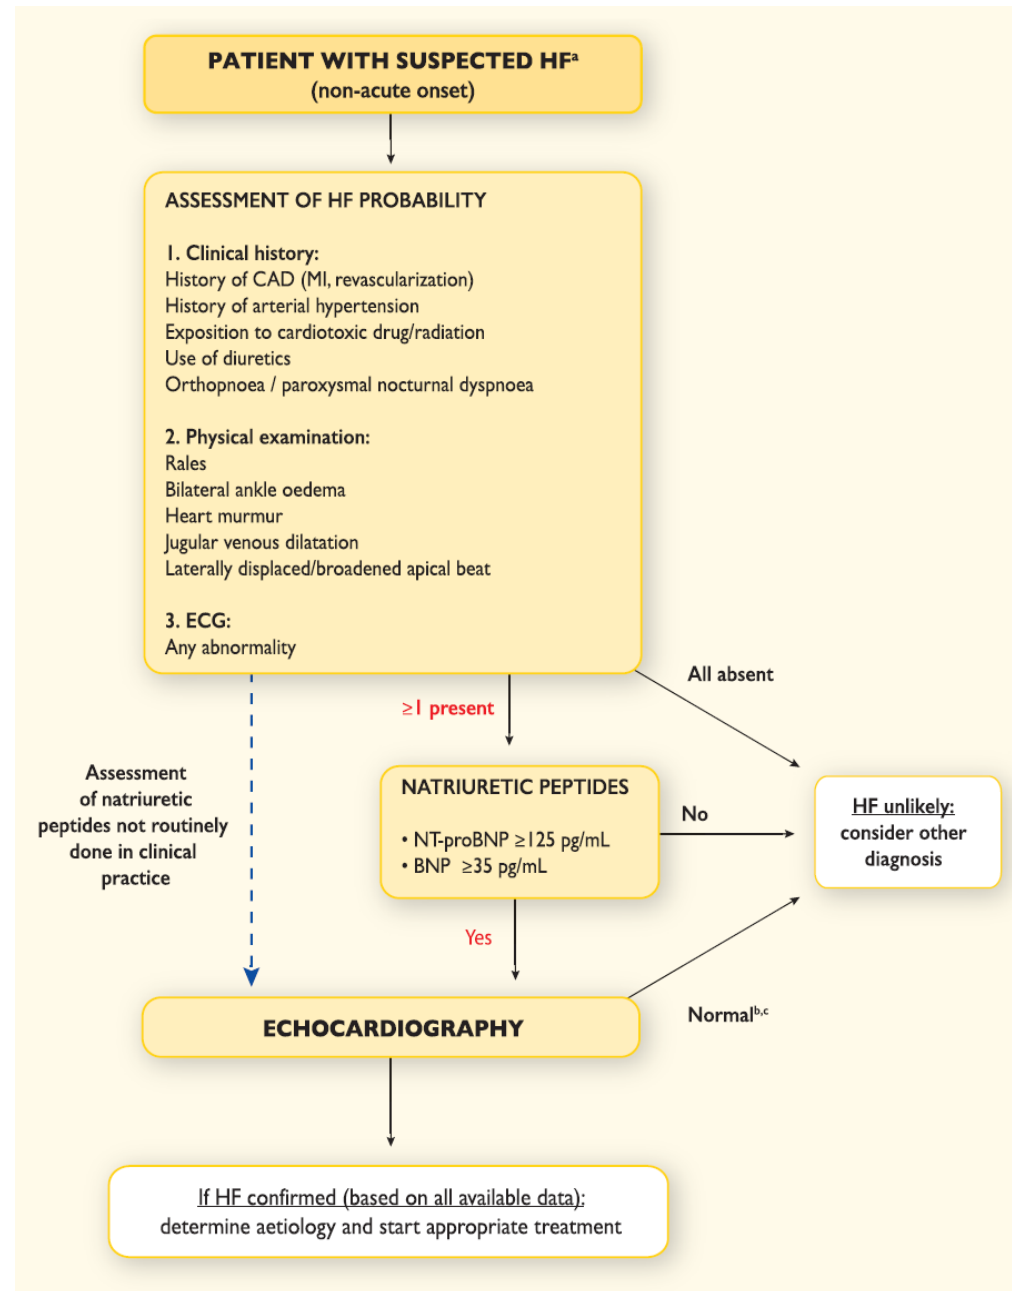 PATIENT WITH SUSPECTED HFᵃ
(non-acute onset)
ASSESSMENT OF HF PROBABILITY
1. Clinical history:
History of CAD (MI, revascularization)
History of arterial hypertension
Exposition to cardiotoxic drug/radiation
Use of diuretics
Orthopnoea / paroxysmal nocturnal dyspnoea
2. Physical examination:
Rales
Bilateral ankle oedema
Heart murmur
Jugular venous dilatation
Laterally displaced/broadened apical beat
3. ECG:
Any abnormality
All absent
≥1 present
Assessment
of natriuretic
peptides not routinely
done in clinical
practice
NATRIURETIC PEPTIDES
• NT-proBNP ≥125 pg/mL
• BNP ≥35 pg/mL
No
HF unlikely:
consider other
diagnosis
Yes
Normalᵇ,ᶜ
ECHOCARDIOGRAPHY
If HF confirmed (based on all available data):
determine aetiology and start appropriate treatment